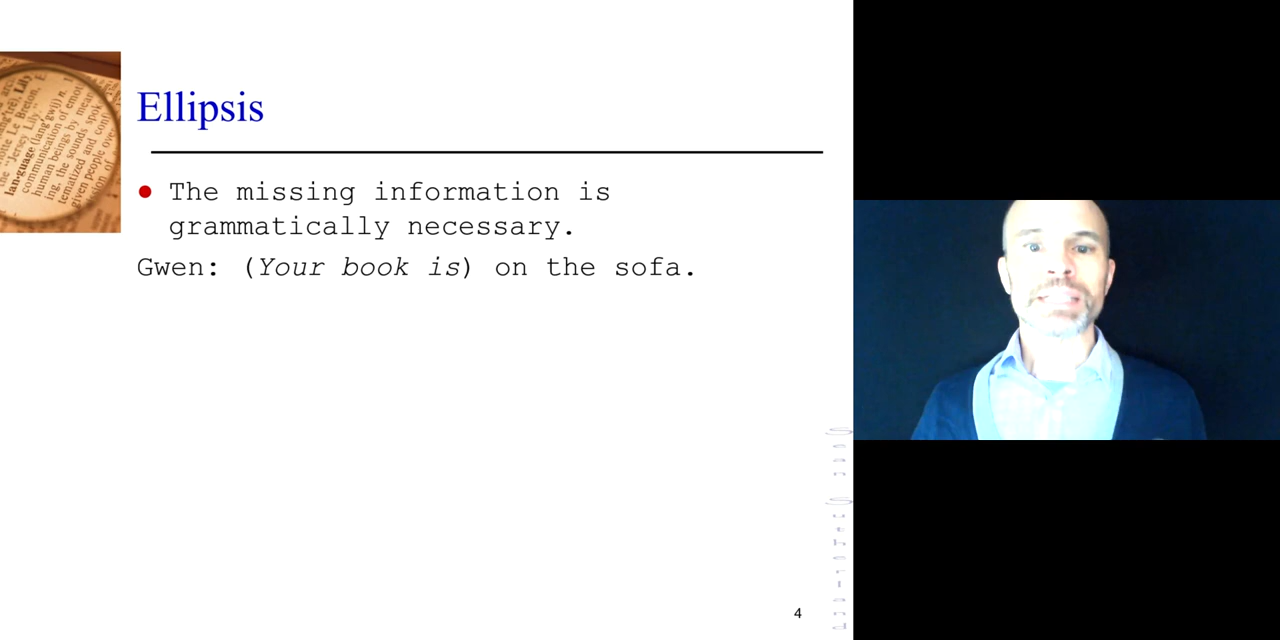 Ellipsis
● The missing information is
grammatically necessary.
Gwen: (Your book is) on the sofa.
4